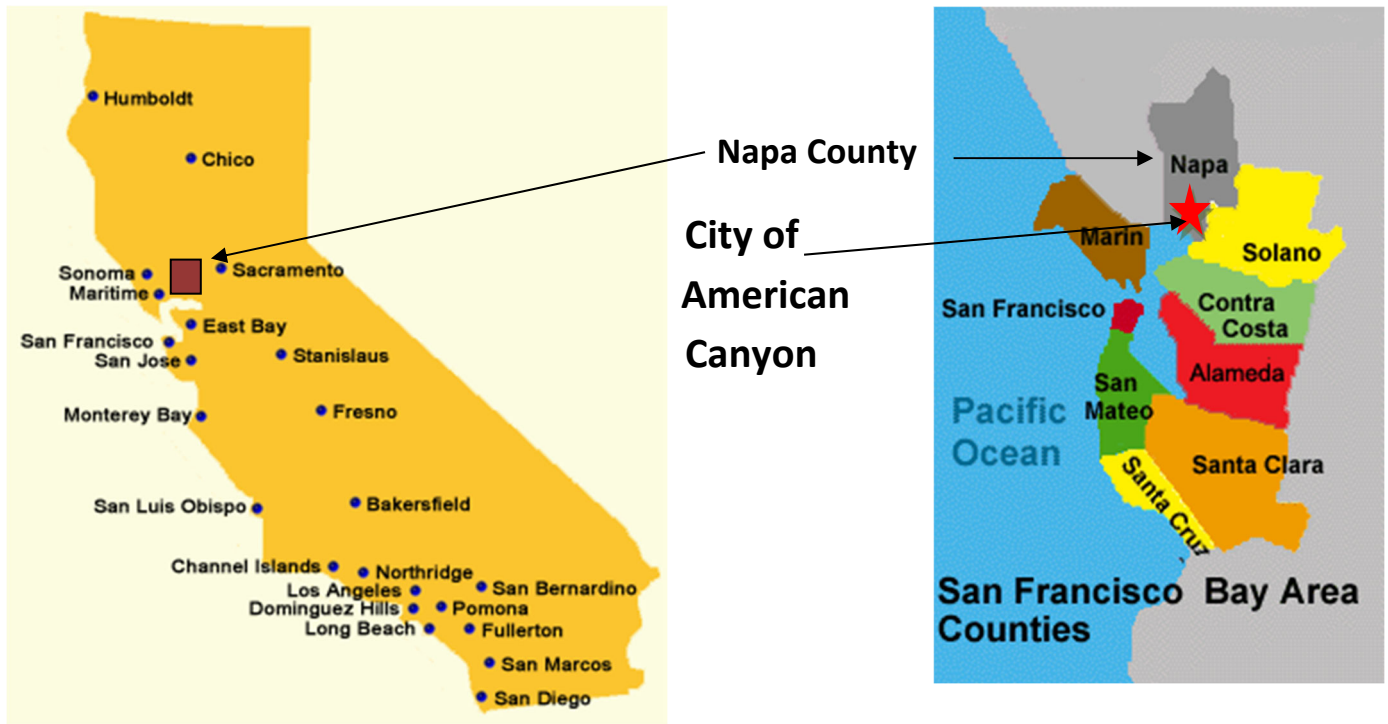 Humboldt
Chico
Sonoma
Sacramento
Maritime
East Bay
San Francisco
Stanislaus
San Jose
Monterey Bay
Fresno
San Luis Obispo
Bakersfield
Channel Islands
Northridge
Los Angeles
San Bernardino
Dominguez Hills
Pomona
Long Beach
Fullerton
San Marcos
San Diego
Napa County
City of
American
Canyon
Napa
Marin
Solano
San Francisco
Contra
Costa
Alameda
San
Mateo
Pacific
Ocean
Santa Clara
Santa Cruz
San Francisco Bay Area
Counties